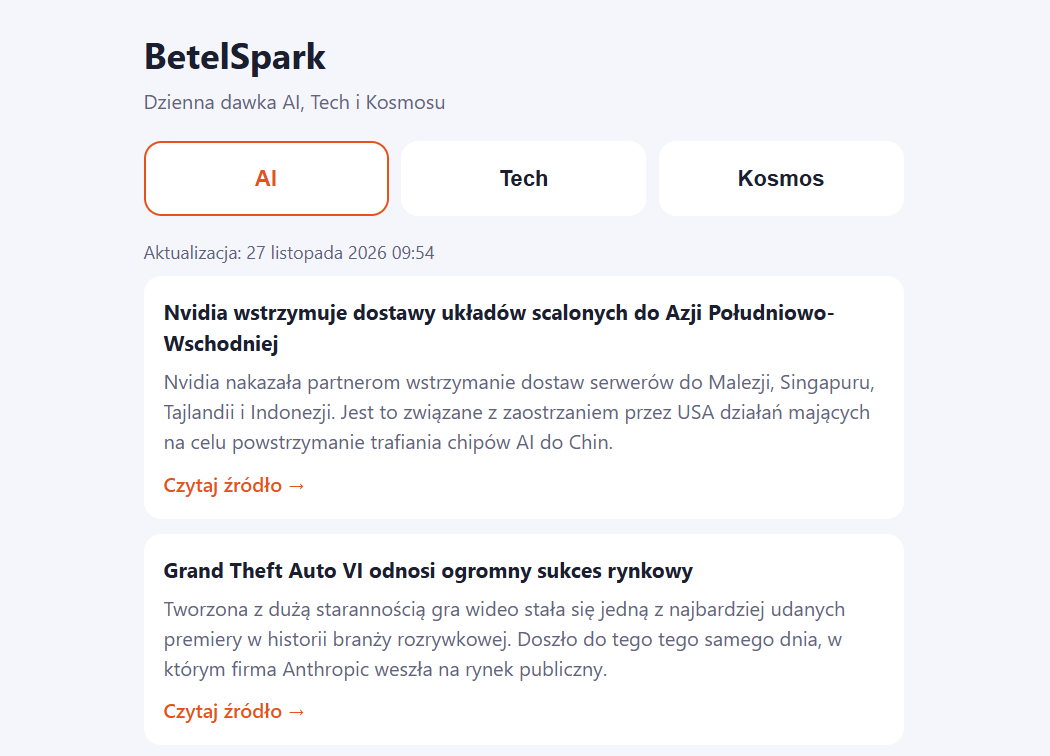 BetelSpark
Dzienna dawka AI, Tech i Kosmosu
AI
Tech
Kosmos
Aktualizacja: 27 listopada 2026 09:54
Nvidia wstrzymuje dostawy układów scalonych do Azji Południowo-
Wschodniej
Nvidia nakazała partnerom wstrzymanie dostaw serwerów do Malezji, Singapuru,
Tajlandii i Indonezji. Jest to związane z zaostrzaniem przez USA działań mających
na celu powstrzymanie trafiania chipów AI do Chin.
Czytaj źródło →
Grand Theft Auto VI odnosi ogromny sukces rynkowy
Tworzona z dużą starannością gra wideo stała się jedną z najbardziej udanych
premiery w historii branży rozrywkowej. Doszło do tego tego samego dnia, w
którym firma Anthropic weszła na rynek publiczny.
Czytaj źródło →